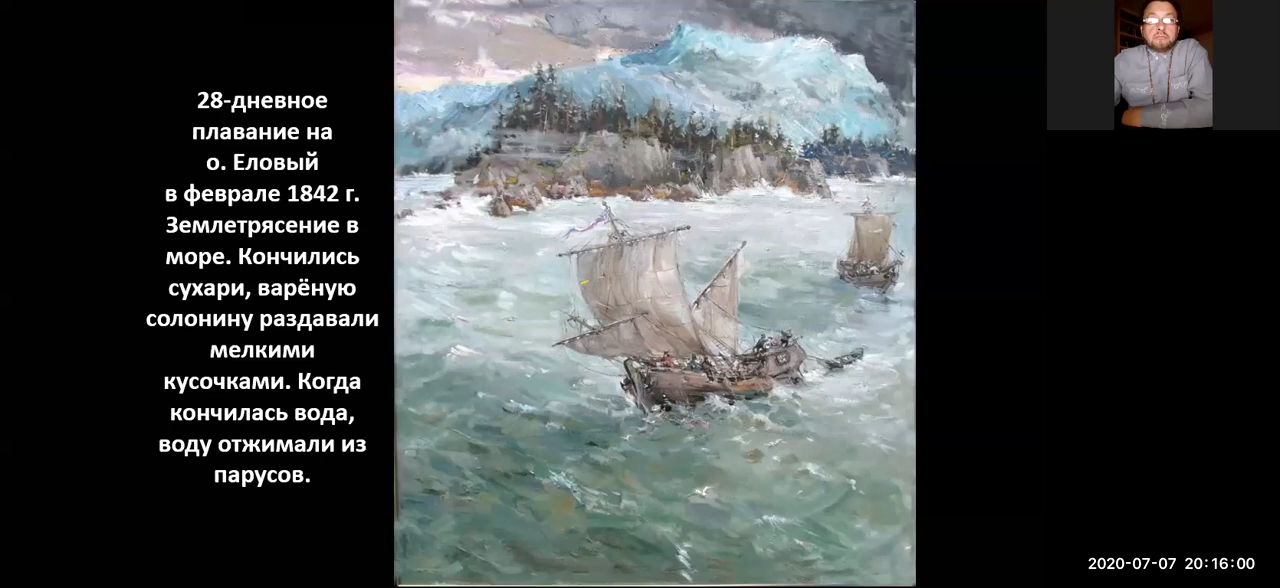 28-дневное
плавание на
о. Еловый
в феврале 1842 г.
Землетрясение в
море. Кончились
сухари, варёную
солонину раздавали
мелкими
кусочками. Когда
кончилась вода,
воду отжимали из
парусов.
2020-07-07 20:16:00